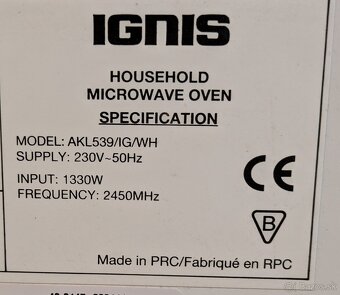 IGNIS
HOUSEHOLD
MICROWAVE OVEN
SPECIFICATION
MODEL: AKL539/IG/WH
SUPPLY: 230V~50Hz
INPUT: 1330W
FREQUENCY: 2450MHz
CE
B
Made in PRC/Fabriqué en RPC